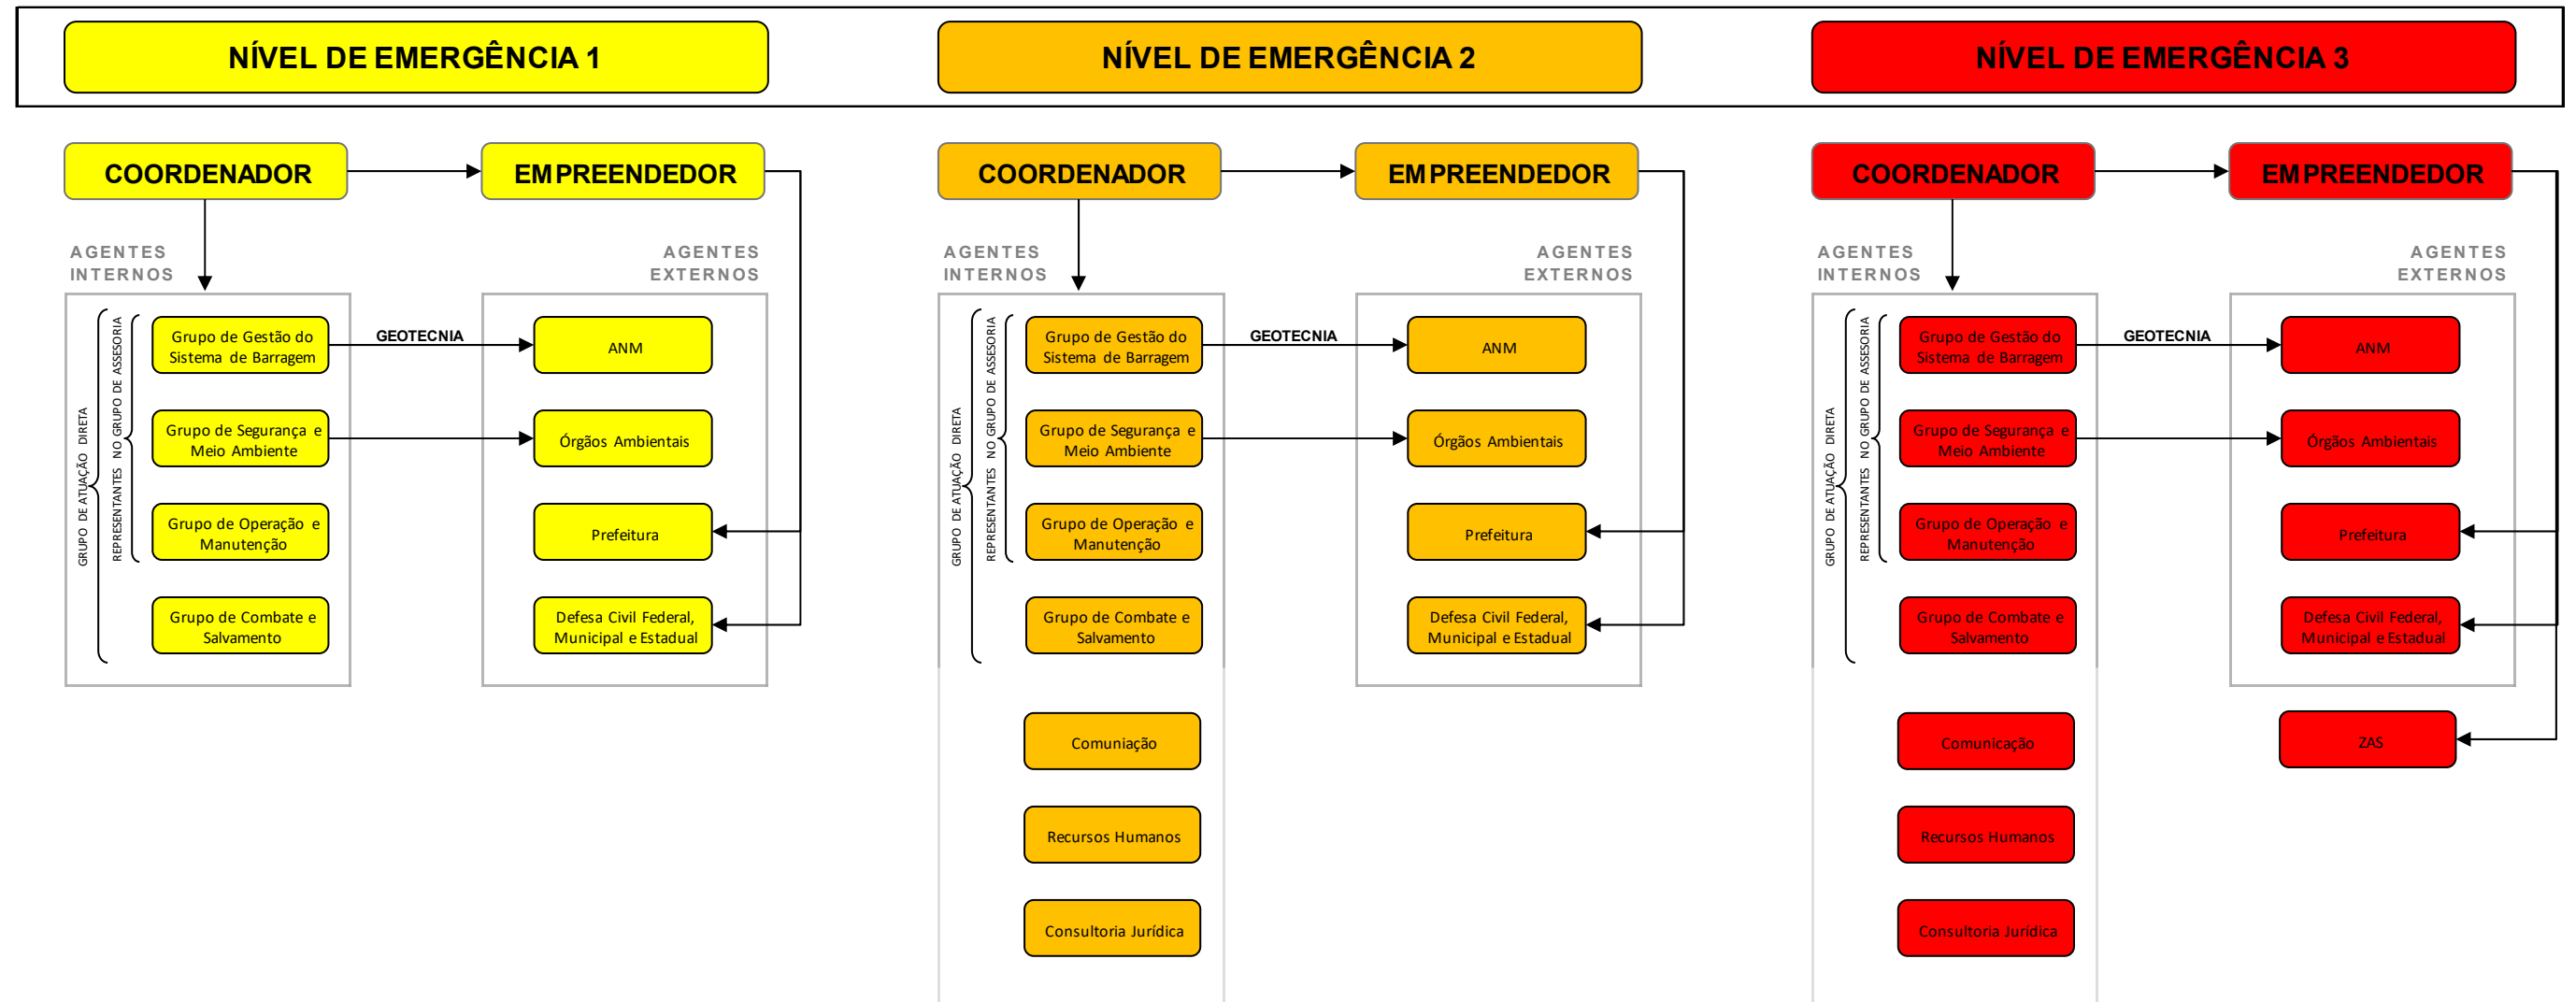 NÍVEL DE EMERGÊNCIA 1
NÍVEL DE EMERGÊNCIA 2
NÍVEL DE EMERGÊNCIA 3
COORDENADOR
EMPREENDEDOR
AGENTES
INTERNOS
AGENTES
EXTERNOS
GRUPO DE ATUAÇÃO DIRETA
REPRESENTANTES NO GRUPO DE ASSESORIA
Grupo de Gestão do
Sistema de Barragem
GEOTECNIA
ANM
Grupo de Segurança e
Meio Ambiente
Órgãos Ambientais
Grupo de Operação e
Manutenção
Prefeitura
Grupo de Combate e
Salvamento
Defesa Civil Federal,
Municipal e Estadual
COORDENADOR
EMPREENDEDOR
AGENTES
INTERNOS
AGENTES
EXTERNOS
GRUPO DE ATUAÇÃO DIRETA
REPRESENTANTES NO GRUPO DE ASSESORIA
Grupo de Gestão do
Sistema de Barragem
GEOTECNIA
ANM
Grupo de Segurança e
Meio Ambiente
Órgãos Ambientais
Grupo de Operação e
Manutenção
Prefeitura
Grupo de Combate e
Salvamento
Defesa Civil Federal,
Municipal e Estadual
Comuniação
Recursos Humanos
Consultoria Jurídica
COORDENADOR
EMPREENDEDOR
AGENTES
INTERNOS
AGENTES
EXTERNOS
GRUPO DE ATUAÇÃO DIRETA
REPRESENTANTES NO GRUPO DE ASSESORIA
Grupo de Gestão do
Sistema de Barragem
GEOTECNIA
ANM
Grupo de Segurança e
Meio Ambiente
Órgãos Ambientais
Grupo de Operação e
Manutenção
Prefeitura
Grupo de Combate e
Salvamento
Defesa Civil Federal,
Municipal e Estadual
Comunicação
ZAS
Recursos Humanos
Consultoria Jurídica